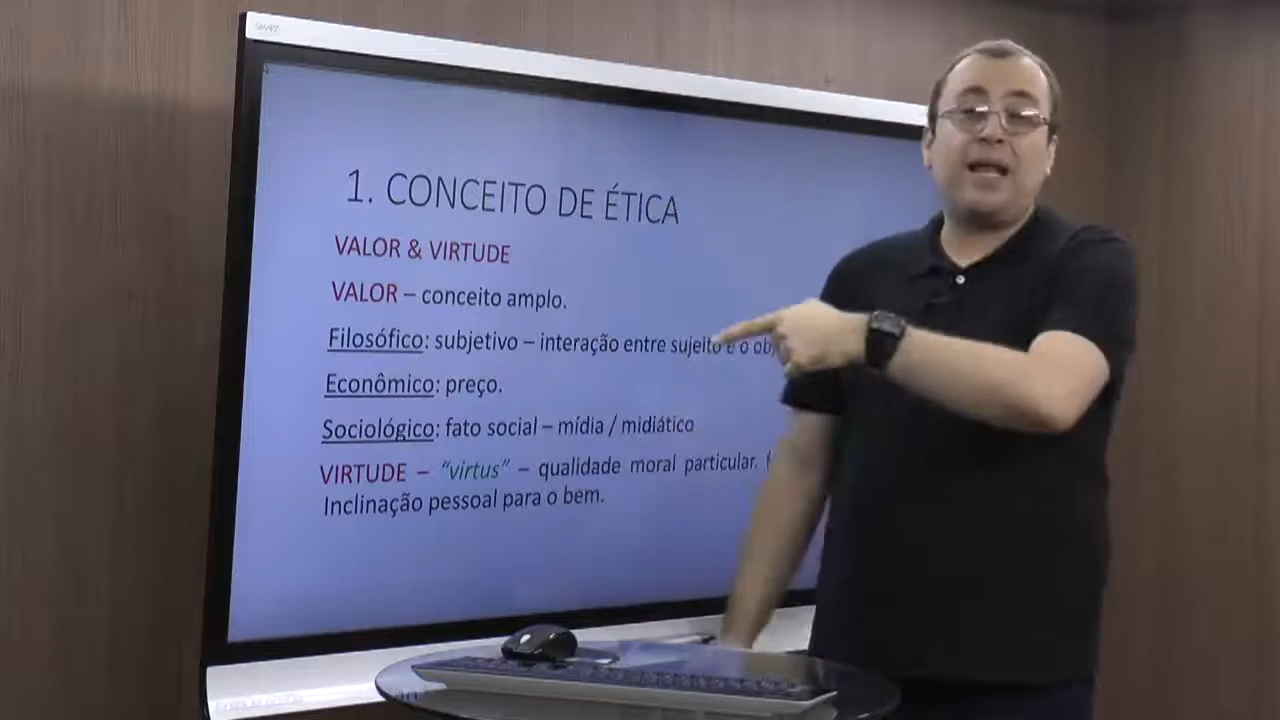 SMART
1. CONCEITO DE ÉTICA
VALOR & VIRTUDE
VALOR – conceito amplo.
Filosófico: subjetivo – interação entre sujeito e o obj
Econômico: preço.
Sociológico: fato social – mídia / midiático
VIRTUDE – “virtus” – qualidade moral particular.
Inclinação pessoal para o bem.